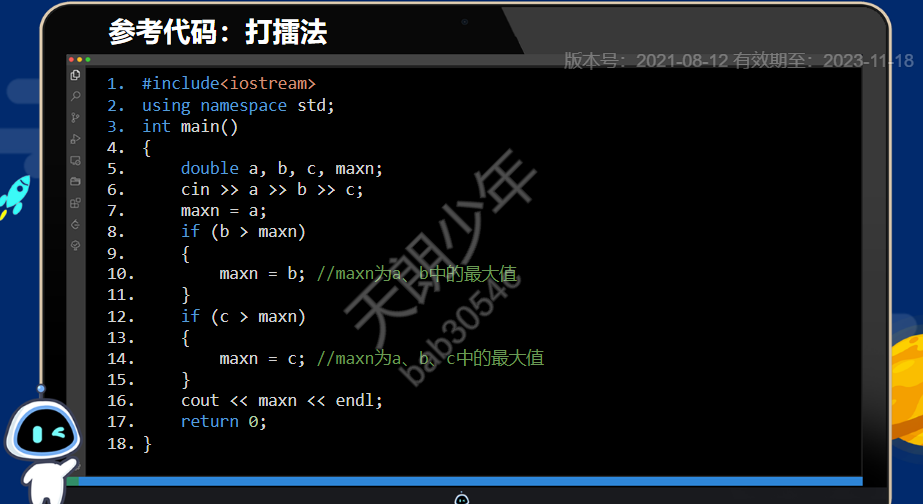 参考代码：打擂法
版本号：2021-08-12 有效期至：2023-11-18
1. #include<iostream>
2. using namespace std;
3. int main()
4. {
5. double a, b, c, maxn;
6. cin >> a >> b >> c;
7. maxn = a;
8. if (b > maxn)
9. {
10. maxn = b; //maxn为a、b中的最大值
11. }
12. if (c > maxn)
13. {
14. maxn = c; //maxn为a、b、c中的最大值
15. }
16. cout << maxn << endl;
17. return 0;
18. }
天朗少年